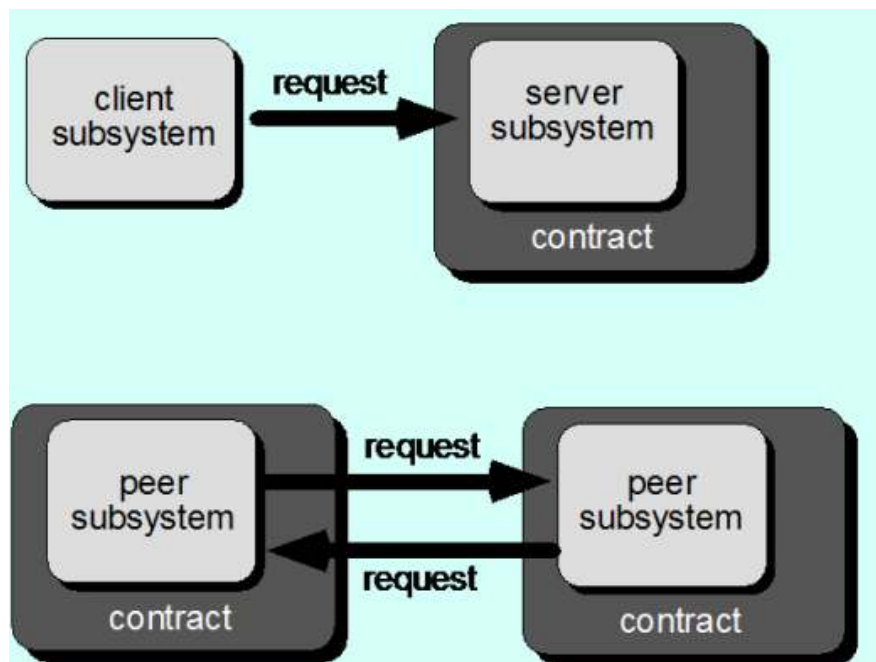 client
subsystem
request
server
subsystem
contract
peer
subsystem
contract
request
request
peer
subsystem
contract